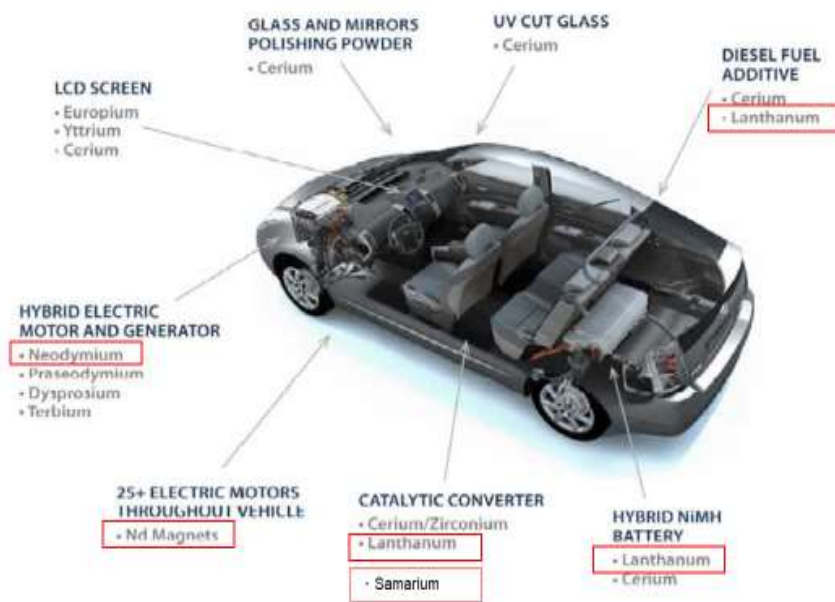 GLASS AND MIRRORS
POLISHING POWDER
• Cerium
UV CUT GLASS
• Cerium
DIESEL FUEL
ADDITIVE
• Cerium
• Lanthanum
LCD SCREEN
• Europium
• Yttrium
• Cerium
HYBRID ELECTRIC
MOTOR AND GENERATOR
• Neodymium
• Praseodymium
• Dysprosium
• Terbium
25+ ELECTRIC MOTORS
THROUGHOUT VEHICLE
• Nd Magnets
CATALYTIC CONVERTER
• Cerium/Zirconium
• Lanthanum
• Samarium
HYBRID NiMH
BATTERY
• Lanthanum
• Cerium